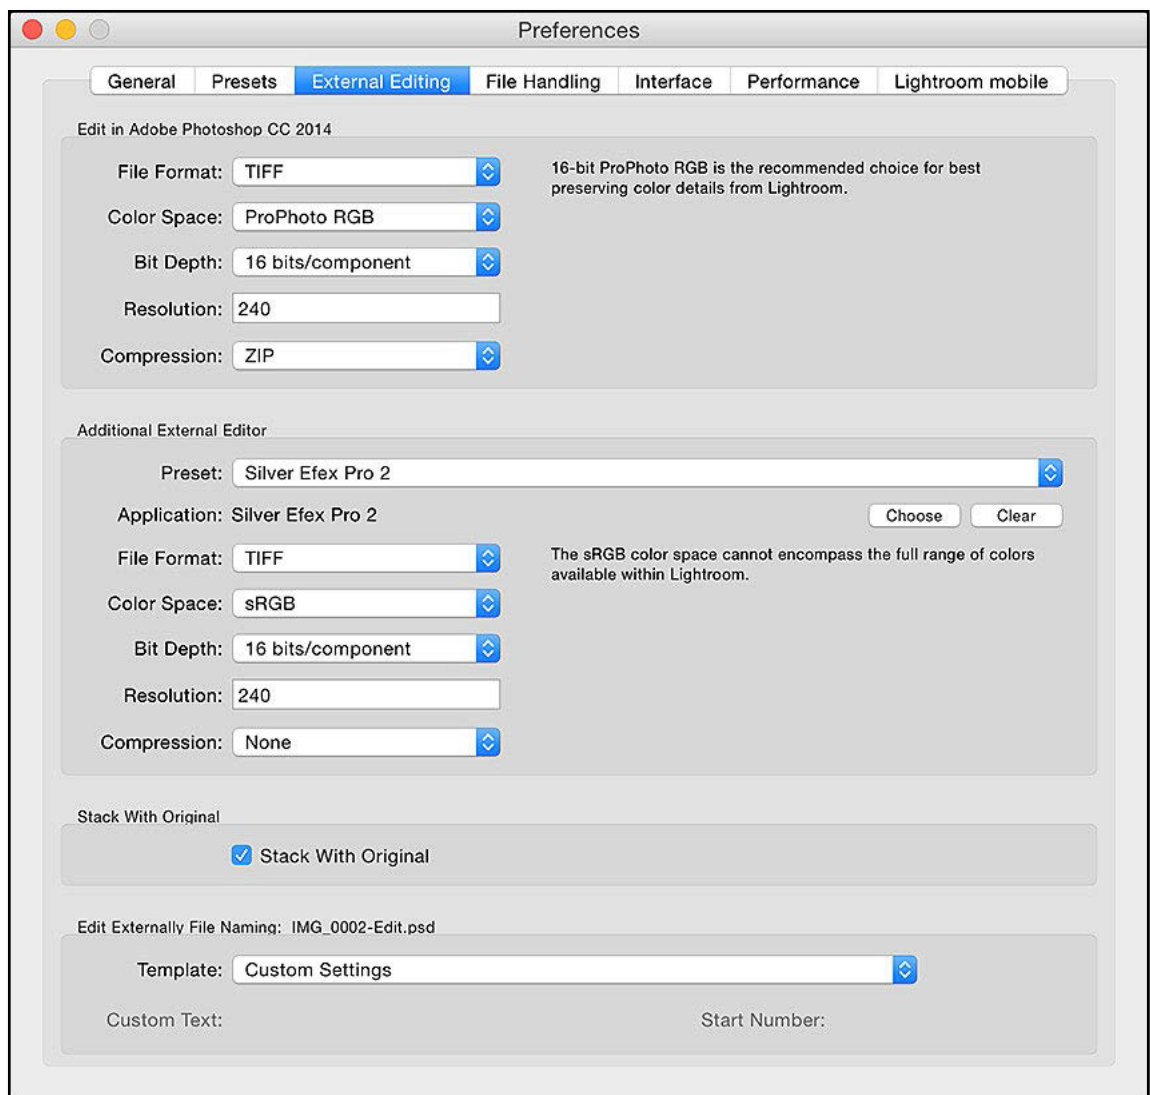 Preferences
General Presets External Editing File Handling Interface Performance Lightroom mobile
Edit in Adobe Photoshop CC 2014
File Format: TIFF
16-bit ProPhoto RGB is the recommended choice for best
preserving color details from Lightroom.
Color Space: ProPhoto RGB
Bit Depth: 16 bits/component
Resolution: 240
Compression: ZIP
Additional External Editor
Preset: Silver Efex Pro 2
Application: Silver Efex Pro 2 Choose Clear
File Format: TIFF
The sRGB color space cannot encompass the full range of colors
available within Lightroom.
Color Space: sRGB
Bit Depth: 16 bits/component
Resolution: 240
Compression: None
Stack With Original
Stack With Original
Edit Externally File Naming: IMG_0002-Edit.psd
Template: Custom Settings
Custom Text: Start Number: